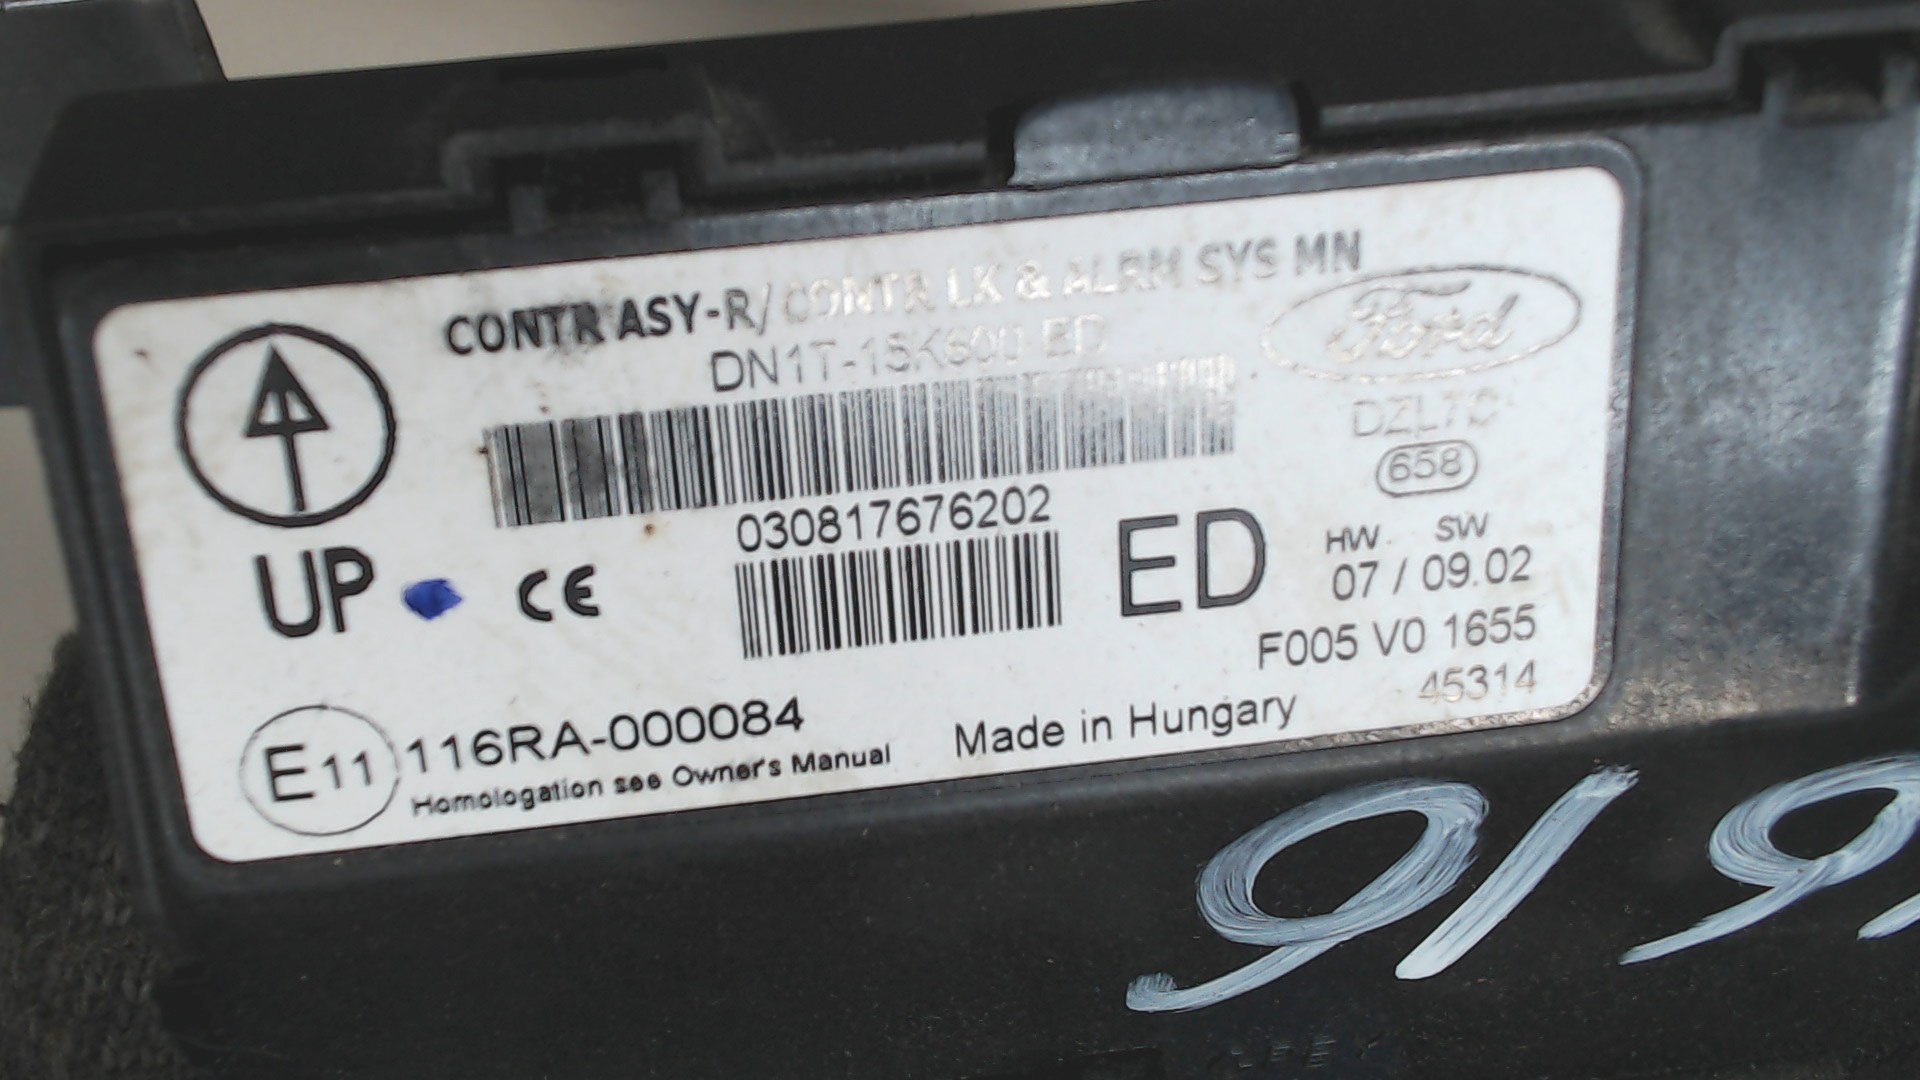 CONTR ASY-R/ CONTR LK & ALRM SYS MN
DN1T-15K600-ED
Ford
DZL7C
658
030817676202
UP
CE
ED
HW SW
07 / 09.02
F005 V0 1655
45314
E11 116RA-000084
Homologation see Owner's Manual
Made in Hungary